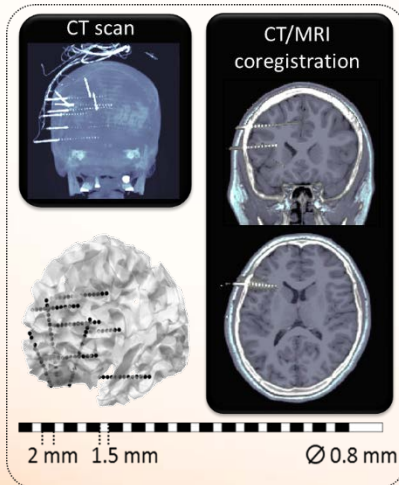 CT scan
CT/MRI
coregistration
2 mm
1.5 mm
Ø 0.8 mm